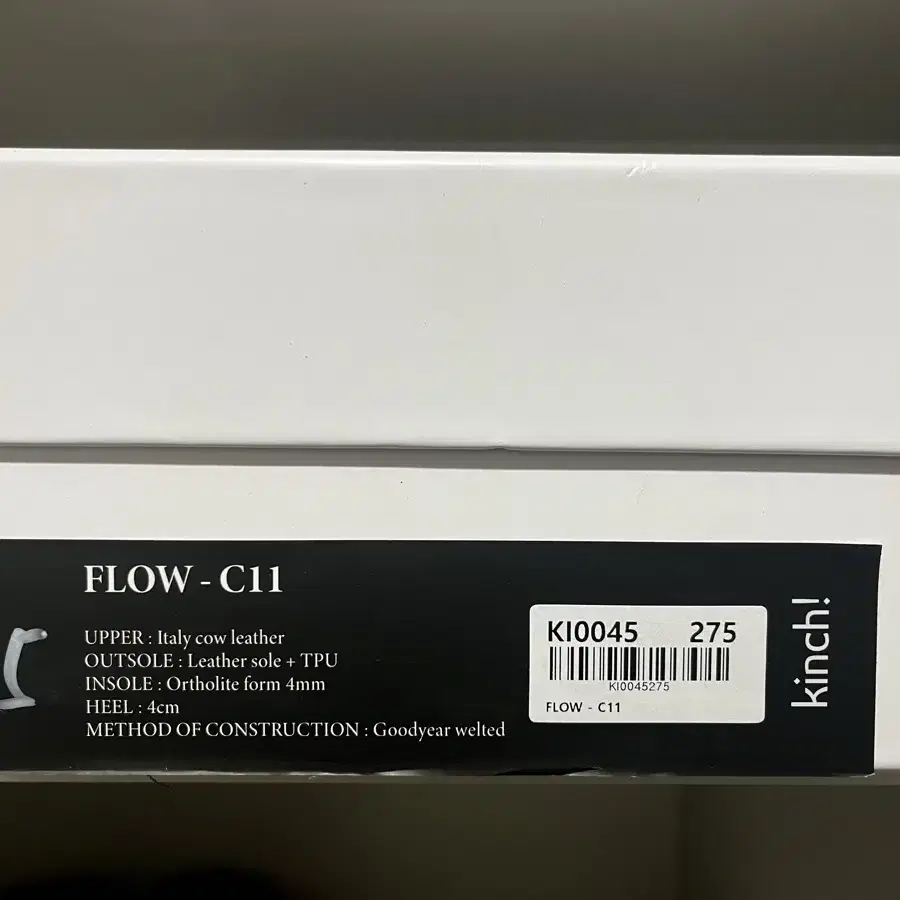 FLOW - C11
UPPER : Italy cow leather
OUTSOLE : Leather sole + TPU
INSOLE : Ortholite form 4mm
HEEL : 4cm
METHOD OF CONSTRUCTION : Goodyear welted
KI0045 275
KI0045275
FLOW - C11
kinch!